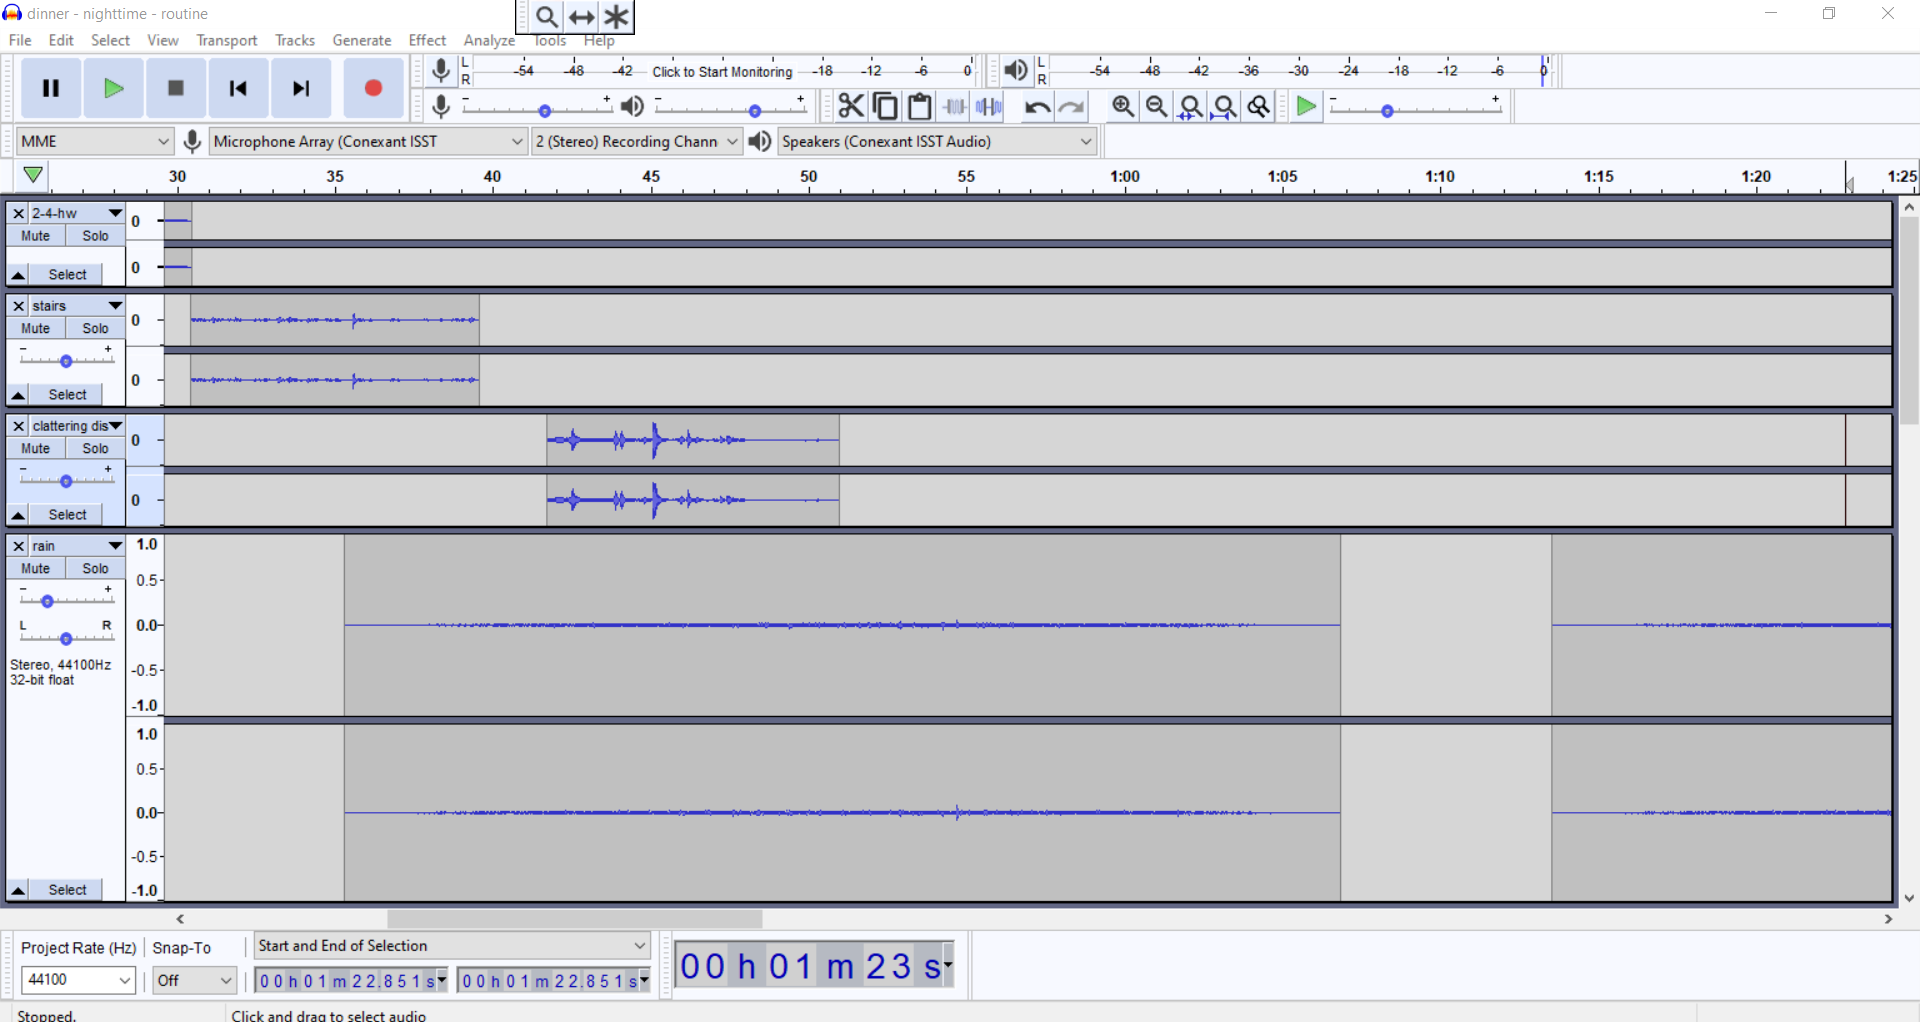 dinner - nighttime - routine
File Edit Select View Transport Tracks Generate Effect Analyze Tools Help
L
R
-54 -48 -42 Click to Start Monitoring -18 -12 -6 0
L
R
-54 -48 -42 -36 -30 -24 -18 -12 -6 0
- + - +
- +
MME
Microphone Array (Conexant ISST
2 (Stereo) Recording Chann
Speakers (Conexant ISST Audio)
30 35 40 45 50 55 1:00 1:05 1:10 1:15 1:20 1:25
2-4-hw
Mute Solo
Select
0
0
stairs
Mute Solo
- +
Select
0
0
clattering dis
Mute Solo
- +
Select
0
0
rain
Mute Solo
- +
L R
Stereo, 44100Hz
32-bit float
Select
1.0
0.5
0.0
-0.5
-1.0
1.0
0.5
0.0
-0.5
-1.0
Project Rate (Hz) Snap-To
Start and End of Selection
44100
Off
00 h 01 m 22.851 s
00 h 01 m 22.851 s
00 h 01 m 23 s
Stopped.
Click and drag to select audio